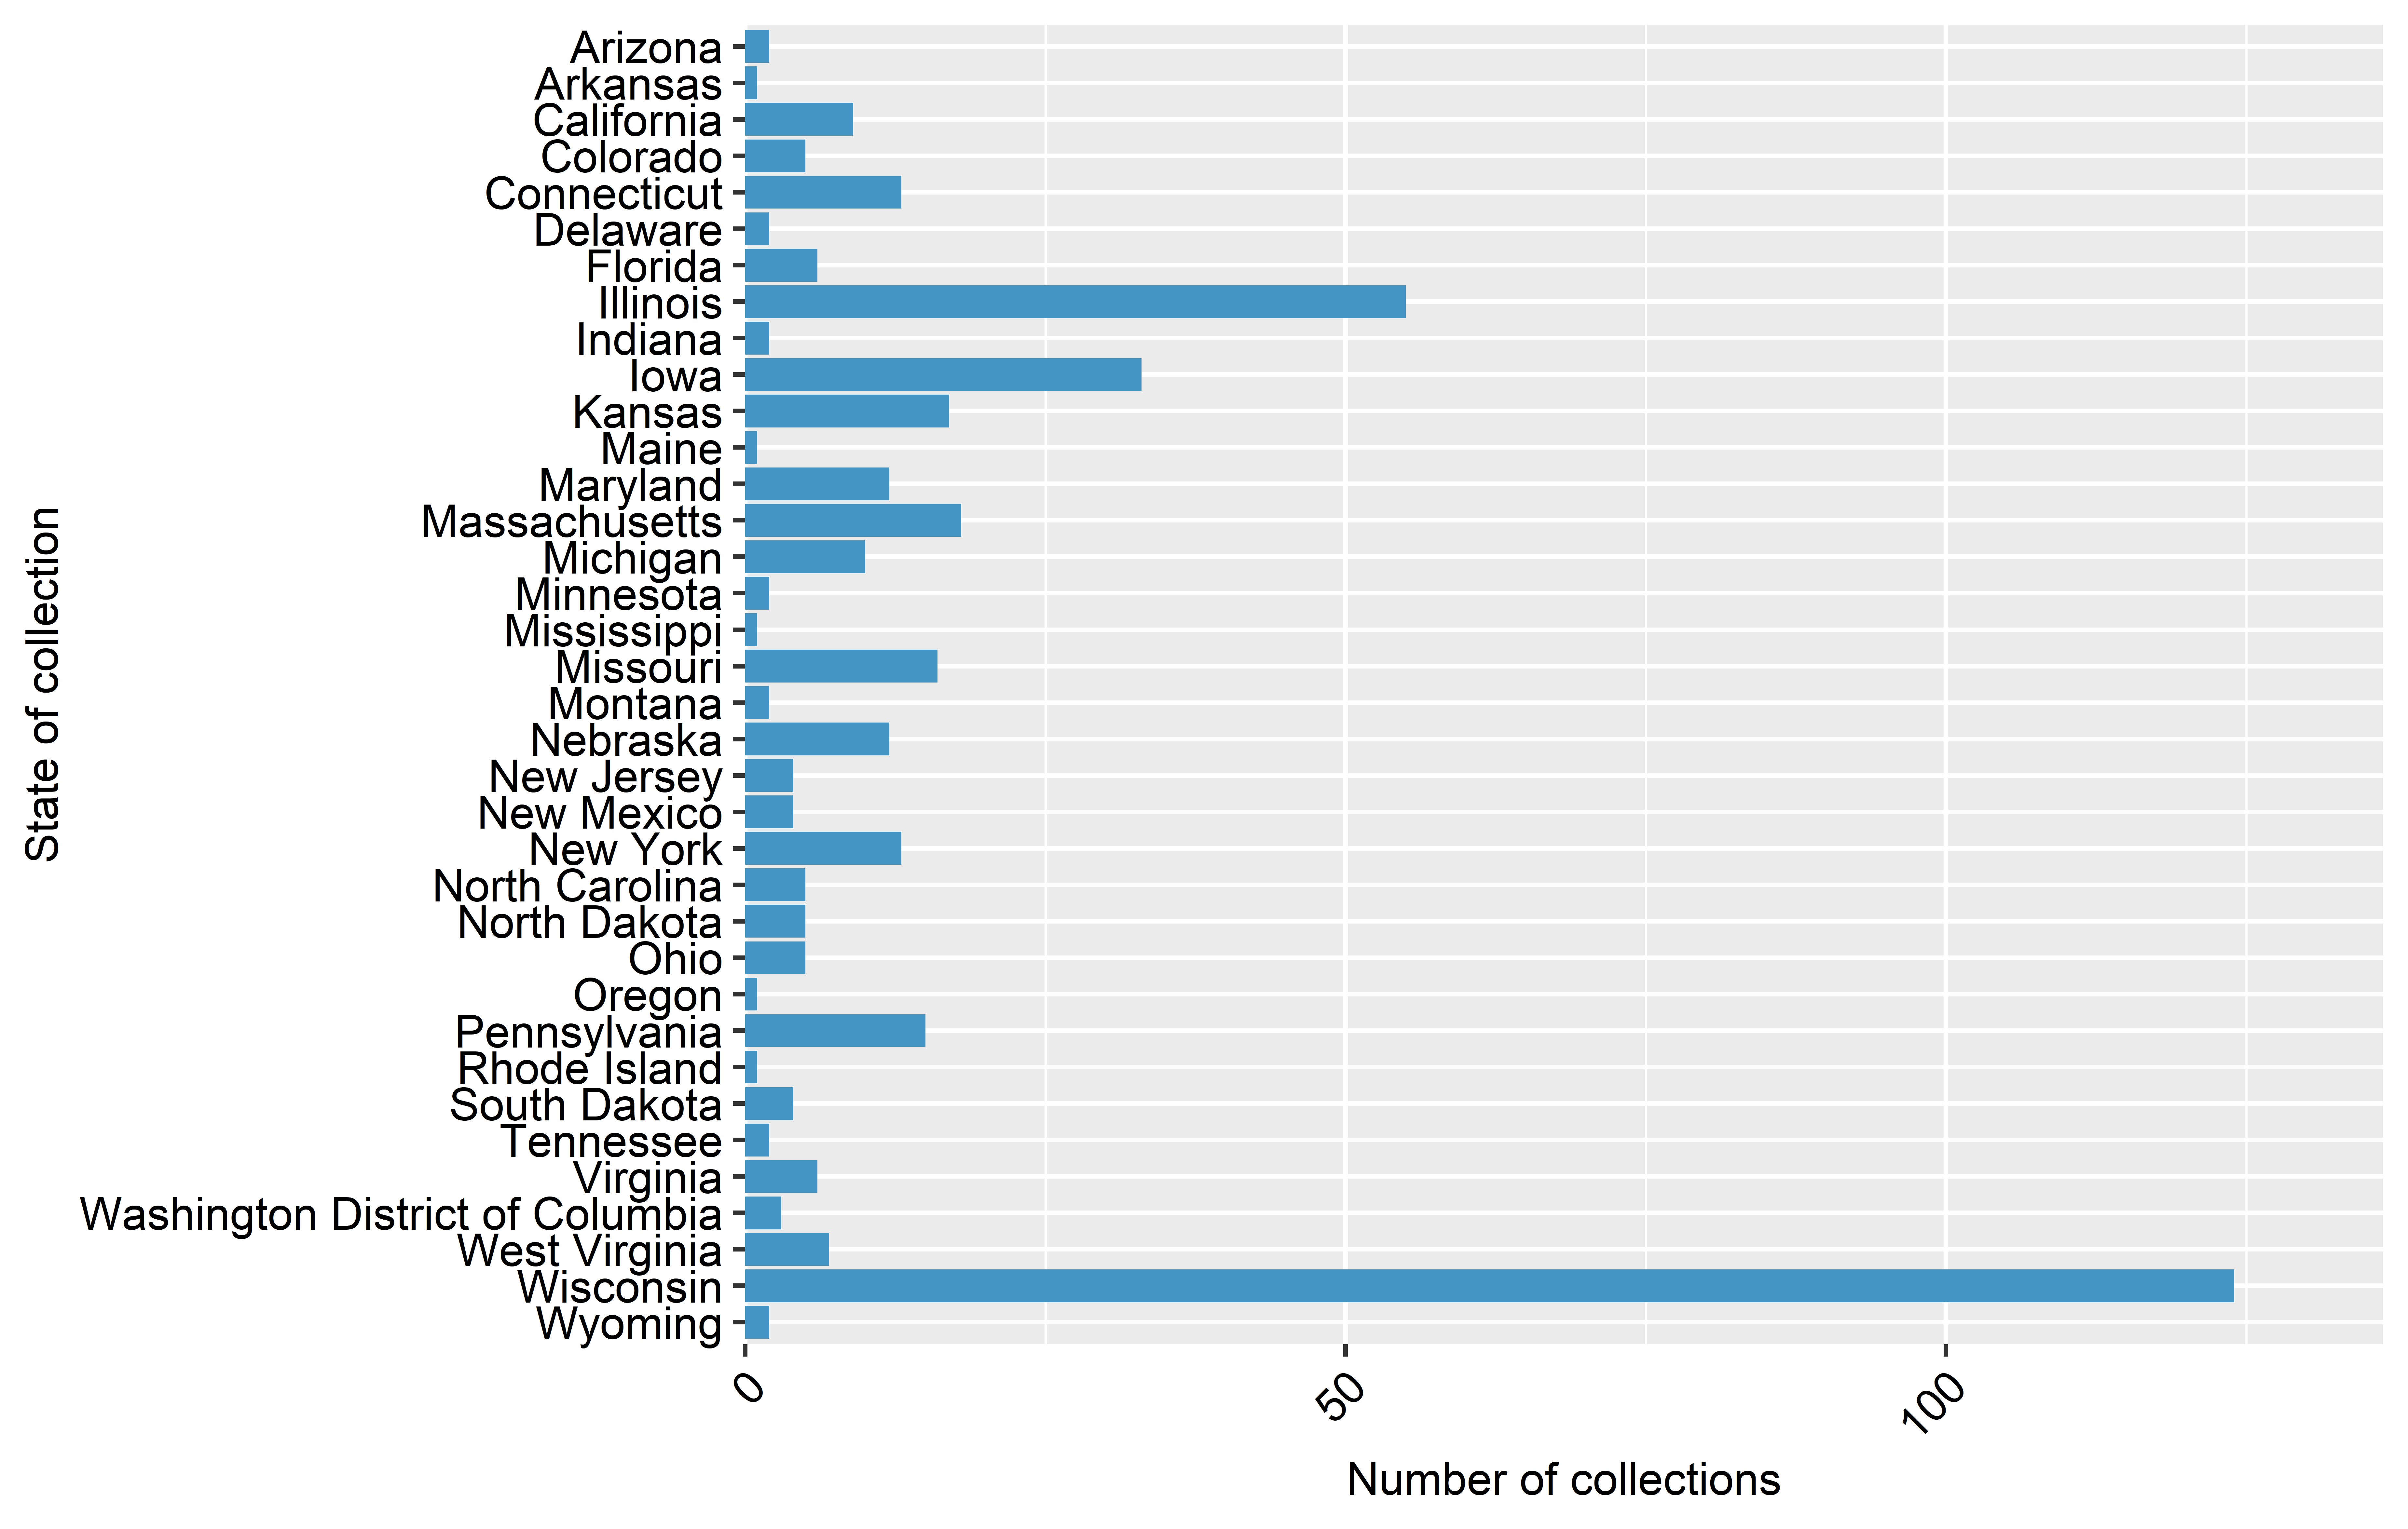 Arizona
Arkansas
California
Colorado
Connecticut
Delaware
Florida
Illinois
Indiana
Iowa
Kansas
Maine
Maryland
Massachusetts
Michigan
Minnesota
Mississippi
Missouri
Montana
Nebraska
New Jersey
New Mexico
New York
North Carolina
North Dakota
Ohio
Oregon
Pennsylvania
Rhode Island
South Dakota
Tennessee
Virginia
Washington District of Columbia
West Virginia
Wisconsin
Wyoming
State of collection
0
50
100
Number of collections